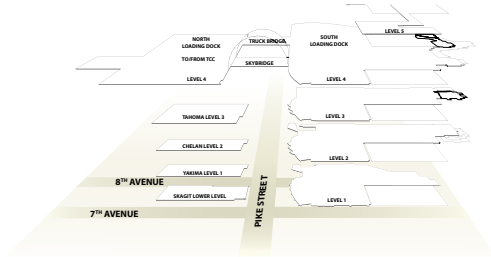 LEVEL 5
NORTH
LOADING DOCK
TRUCK BRIDGE
SOUTH
LOADING DOCK
TO/FROM TCC
SKYBRIDGE
LEVEL 4
LEVEL 4
TAHOMA LEVEL 3
LEVEL 3
CHELAN LEVEL 2
LEVEL 2
YAKIMA LEVEL 1
8TH AVENUE
SKAGIT LOWER LEVEL
LEVEL 1
7TH AVENUE
PIKE STREET